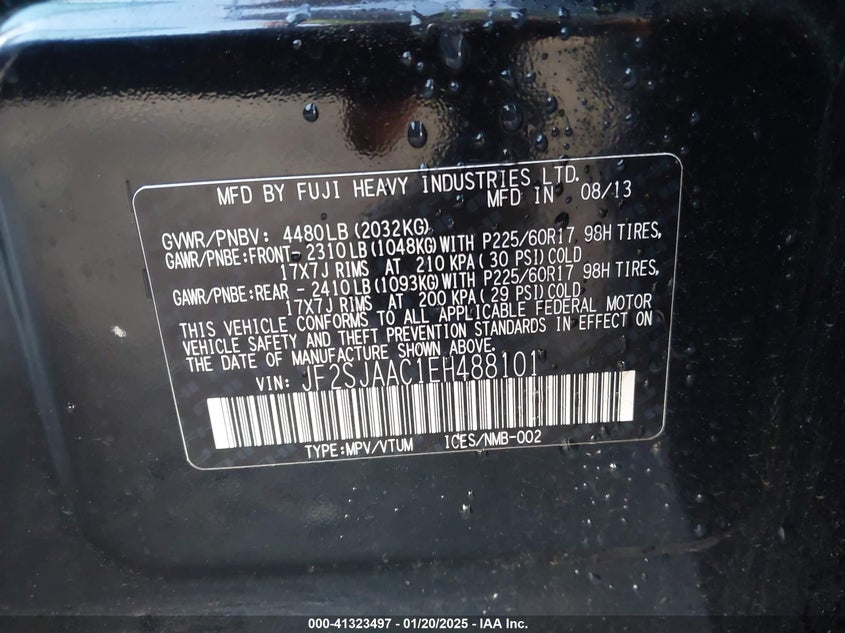 MFD BY FUJI HEAVY INDUSTRIES LTD.
MFD IN 08/13
GVWR/PNBV: 4480LB(2032KG)
GAWR/PNBE:FRONT- 2310LB(1048KG)WITH P225/60R17 98H TIRES,
17X7J RIMS AT 210 KPA(30 PSI)COLD
GAWR/PNBE:REAR - 2410LB(1093KG)WITH P225/60R17 98H TIRES,
17X7J RIMS AT 200 KPA(29 PSI)COLD
THIS VEHICLE CONFORMS TO ALL APPLICABLE FEDERAL MOTOR
VEHICLE SAFETY AND THEFT PREVENTION STANDARDS IN EFFECT ON
THE DATE OF MANUFACTURE SHOWN ABOVE.
VIN: JF2SJAAC1EH488101
TYPE:MPV/VTUM ICES/NMB-002
000-41323497 - 01/20/2025 - IAA Inc.